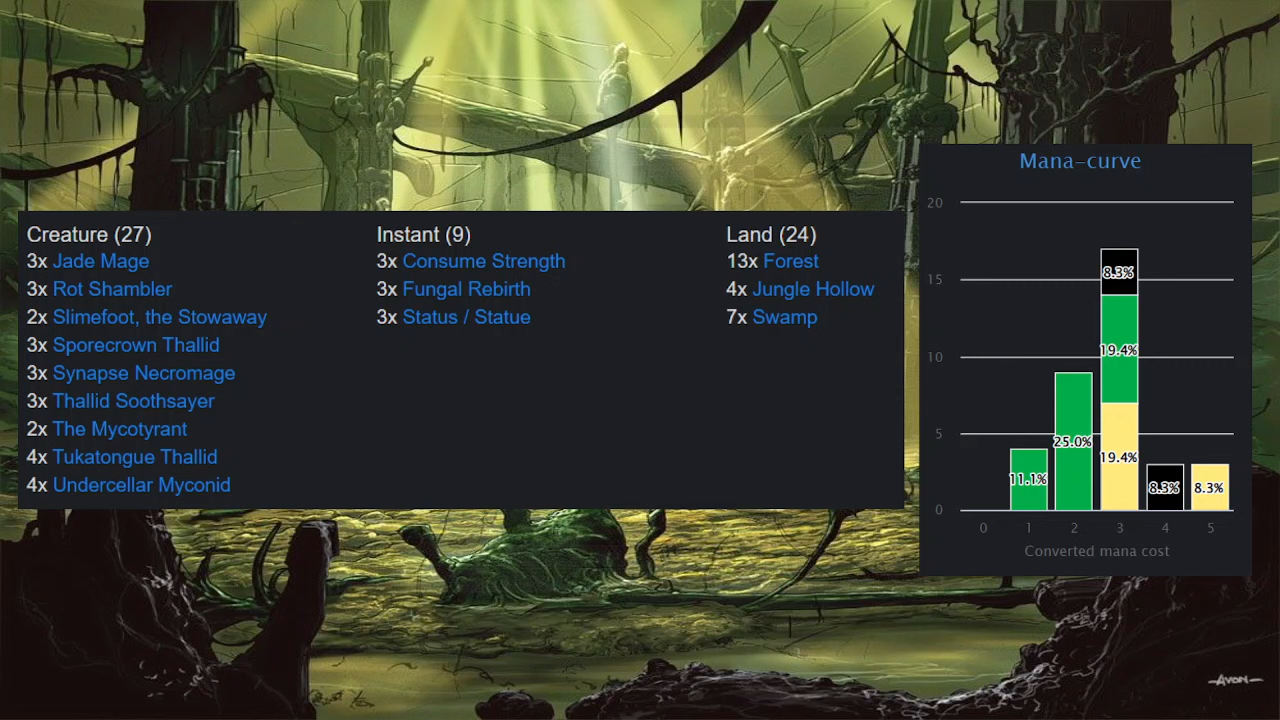 Creature (27)
3x Jade Mage
3x Rot Shambler
2x Slimefoot, the Stowaway
3x Sporecrown Thallid
3x Synapse Necromage
3x Thallid Soothsayer
2x The Mycotyrant
4x Tukatongue Thallid
4x Undercellar Myconid
Instant (9)
3x Consume Strength
3x Fungal Rebirth
3x Status / Statue
Land (24)
13x Forest
4x Jungle Hollow
7x Swamp
Mana-curve
20
15
10
5
0
8.3%
19.4%
25.0%
19.4%
11.1%
8.3%
8.3%
0 1 2 3 4 5
Converted mana cost
-AVON-